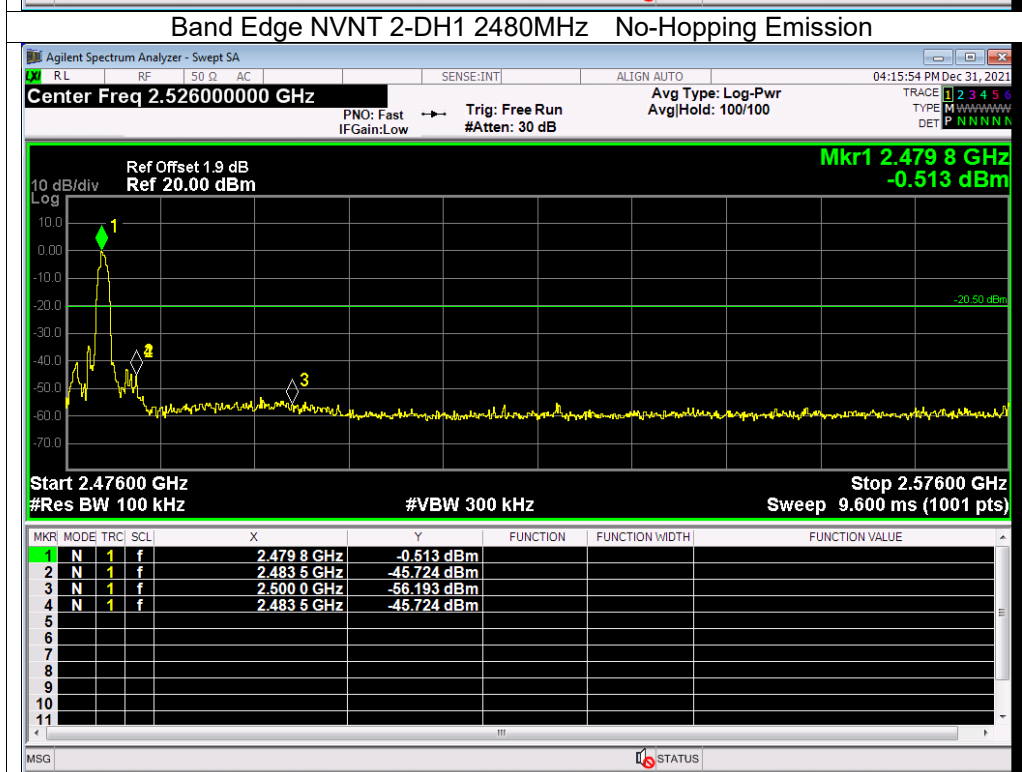 Band Edge NVNT 2-DH1 2480MHz    No-Hopping Emission
Agilent Spectrum Analyzer - Swept SA
LXI RL RF 50 Ω AC SENSE:INT ALIGN AUTO 04:15:54 PM Dec 31, 2021
Center Freq 2.526000000 GHz
PNO: Fast
IFGain:Low
Trig: Free Run
#Atten: 30 dB
Avg Type: Log-Pwr
Avg|Hold: 100/100
TRACE 1 2 3 4 5 6
TYPE M W W W W W
DET P N N N N N
Mkr1 2.479 8 GHz
-0.513 dBm
Ref Offset 1.9 dB
Ref 20.00 dBm
10 dB/div
Log
10.0
0.00
-10.0
-20.0
-30.0
-40.0
-50.0
-60.0
-70.0
1
2
3
-20.50 dBm
Start 2.47600 GHz
Stop 2.57600 GHz
#Res BW 100 kHz
#VBW 300 kHz
Sweep 9.600 ms (1001 pts)
MKR MODE TRC SCL X Y FUNCTION FUNCTION WIDTH FUNCTION VALUE
1 N 1 f 2.479 8 GHz -0.513 dBm
2 N 1 f 2.483 5 GHz -45.724 dBm
3 N 1 f 2.500 0 GHz -56.193 dBm
4 N 1 f 2.483 5 GHz -45.724 dBm
5
6
7
8
9
10
11
MSG STATUS